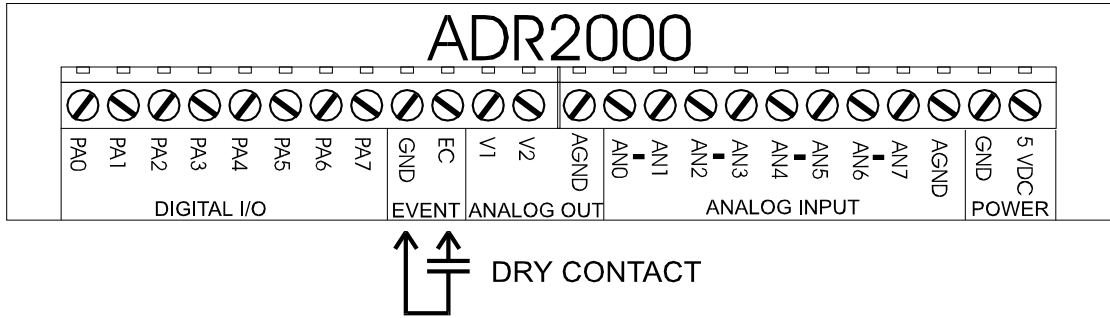 ADR2000
PA0 PA1 PA2 PA3 PA4 PA5 PA6 PA7 GND EC V1 V2 AGND AN0 - AN1 AN2 - AN3 AN4 - AN5 AN6 - AN7 AGND GND 5 VDC
DIGITAL I/O EVENT ANALOG OUT ANALOG INPUT POWER
DRY CONTACT